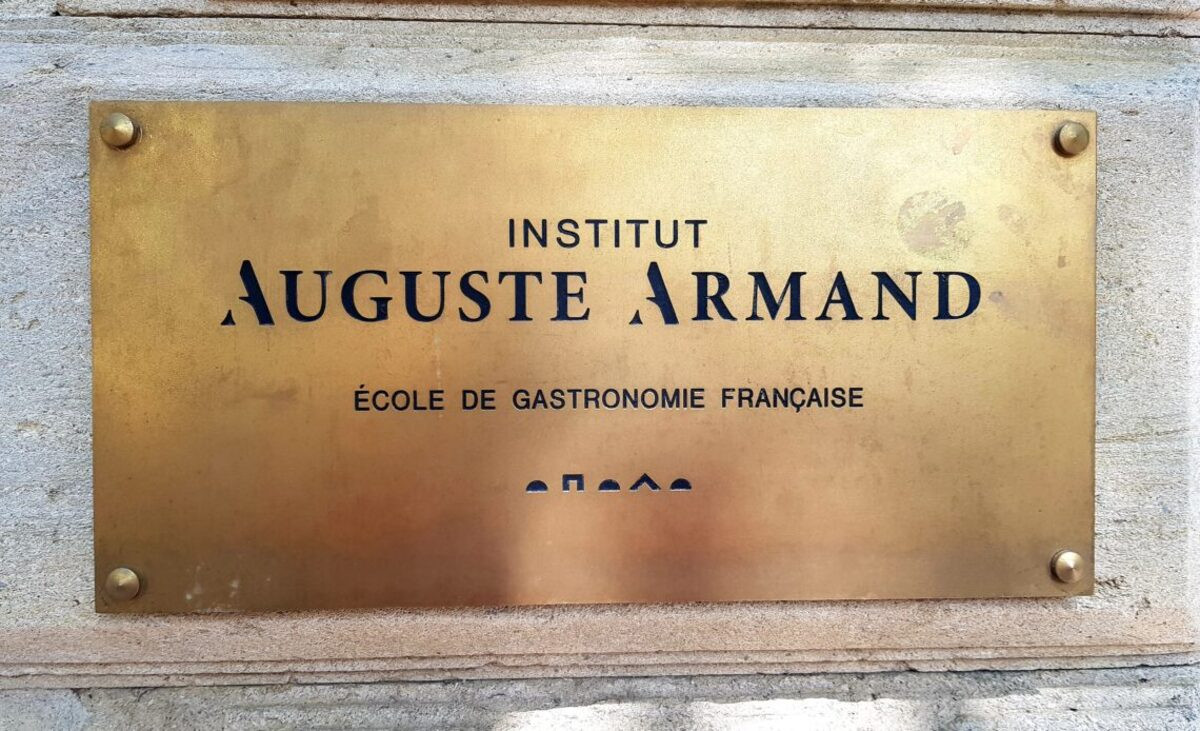 INSTITUT
AUGUSTE ARMAND
ÉCOLE DE GASTRONOMIE FRANÇAISE